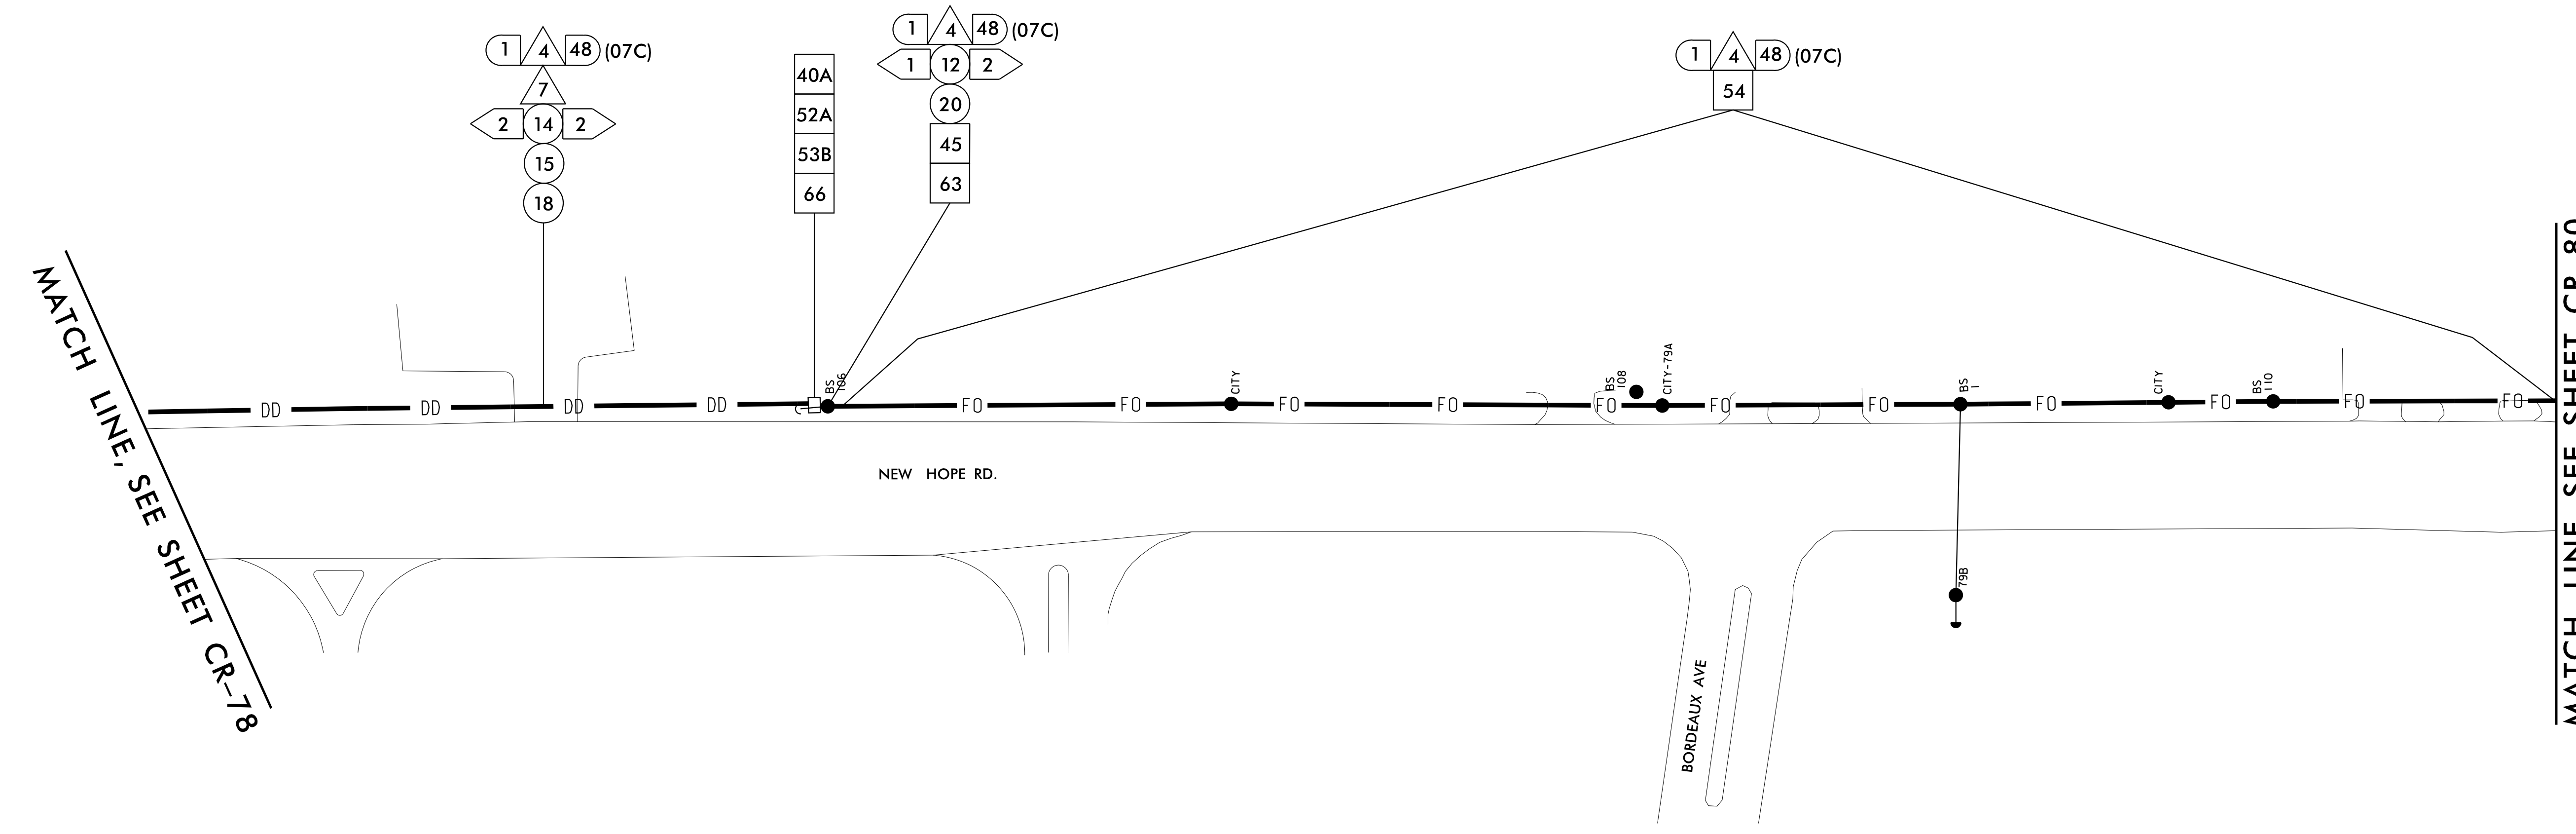 1 4 48 (07C)
7
2 14 2
15
18
40A
52A
53B
66
1 4 48 (07C)
1 12 2
20
45
63
1 4 48 (07C)
54
MATCH LINE, SEE SHEET CR-78
DD DD DD DD
BS 106
FO FO FO FO FO FO FO FO FO FO FO
CITY
BS 108
CITY-79A
BS 1
CITY
BS 110
NEW HOPE RD.
79B
BORDEAUX AVE
MATCH LINE SEE SHEET CR 80